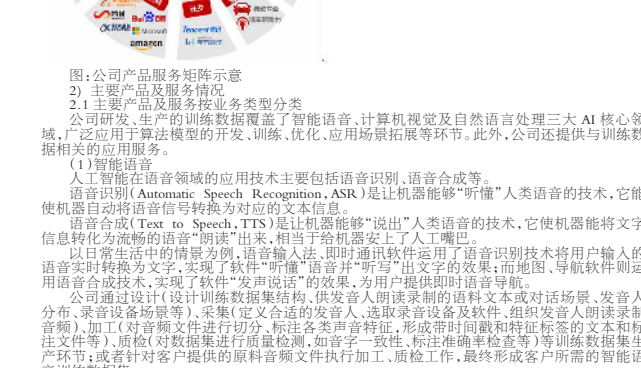 Baidu百度
Microsoft
amazon
Tencent
图:公司产品服务矩阵示意
2) 主要产品及服务情况
2.1 主要产品及服务按业务类型分类
公司研发、生产的训练数据覆盖了智能语音、计算机视觉及自然语言处理三大 AI 核心领
域,广泛应用于算法模型的开发、训练、优化、应用场景拓展等环节。此外,公司还提供与训练数
据相关的应用服务。
(1)智能语音
人工智能在语音领域的应用技术主要包括语音识别、语音合成等。
语音识别(Automatic Speech Recognition,ASR)是让机器能够“听懂”人类语音的技术,它能
使机器自动将语音信号转换为对应的文本信息。
语音合成(Text to Speech,TTS)是让机器能够“说出”人类语音的技术,它使机器能将文字
信息转化为流畅的语音“朗读”出来,相当于给机器安上了人工嘴巴。
以日常生活中的情景为例,语音输入法、即时通讯软件运用了语音识别技术将用户输入的
语音实时转换为文字,实现了软件“听懂”语音并“听写”出文字的效果;而地图、导航软件则运
用语音合成技术,实现了软件“发声说话”的效果,为用户提供即时语音导航。
公司通过设计(设计训练数据集结构、供发音人朗读录制的语料文本或对话场景、发音人
分布、录音设备场景等)、采集(定义合适的发音人、选取录音设备及软件、组织发音人朗读录制
音频)、加工(对音频文件进行切分、标注各类声音特征,形成带时间戳和特征标签的文本和标
注文件等)、质检(对数据集进行质量检测,如音字一致性、标注准确率检查等)等训练数据集生
产环节;或者针对客户提供的原料音频文件执行加工、质检工作,最终形成客户所需的智能语
音训练数据集